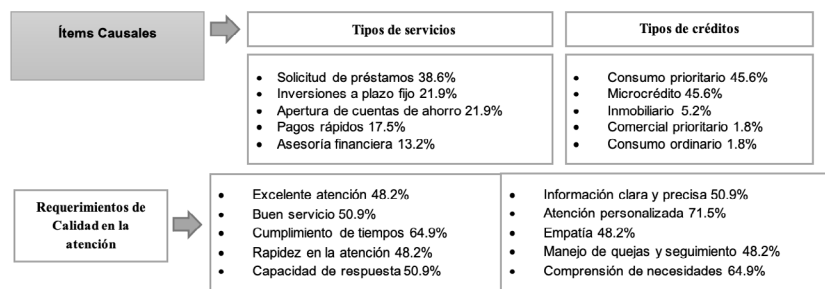 Ítems Causales
Tipos de servicios
Tipos de créditos
• Solicitud de préstamos 38.6%
• Inversiones a plazo fijo 21.9%
• Apertura de cuentas de ahorro 21.9%
• Pagos rápidos 17.5%
• Asesoría financiera 13.2%
• Consumo prioritario 45.6%
• Microcrédito 45.6%
• Inmobiliario 5.2%
• Comercial prioritario 1.8%
• Consumo ordinario 1.8%
Requerimientos de
Calidad en la
atención
• Excelente atención 48.2%
• Buen servicio 50.9%
• Cumplimiento de tiempos 64.9%
• Rapidez en la atención 48.2%
• Capacidad de respuesta 50.9%
• Información clara y precisa 50.9%
• Atención personalizada 71.5%
• Empatía 48.2%
• Manejo de quejas y seguimiento 48.2%
• Comprensión de necesidades 64.9%